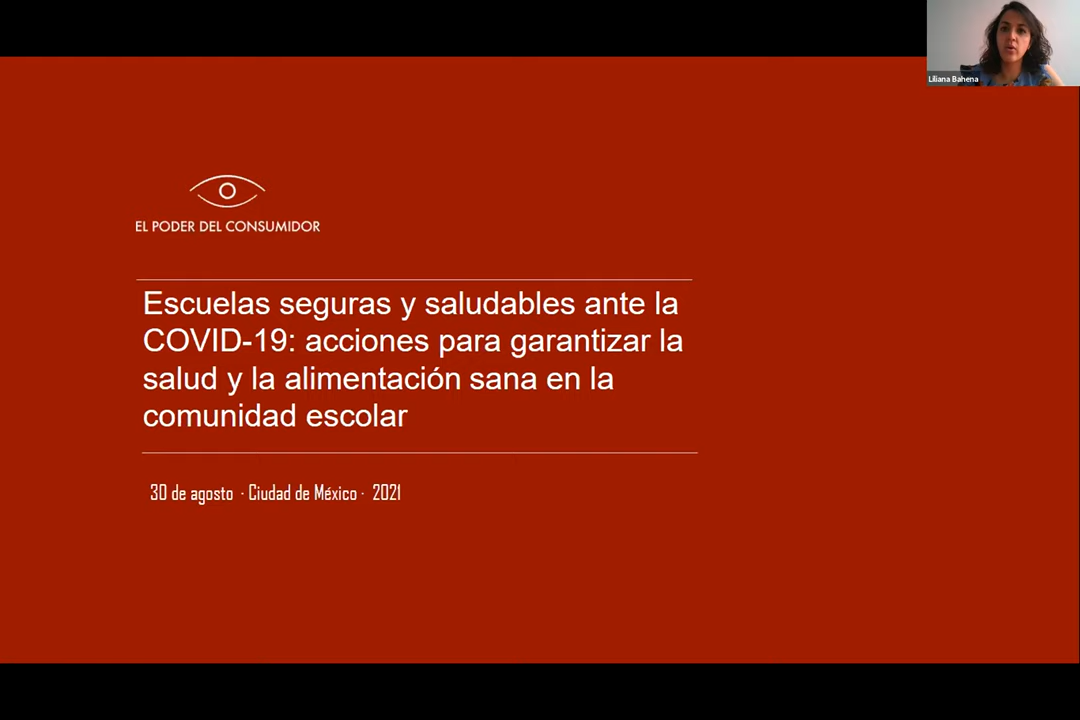 Liliana Bahena
EL PODER DEL CONSUMIDOR
Escuelas seguras y saludables ante la
COVID-19: acciones para garantizar la
salud y la alimentación sana en la
comunidad escolar
30 de agosto · Ciudad de México · 2021